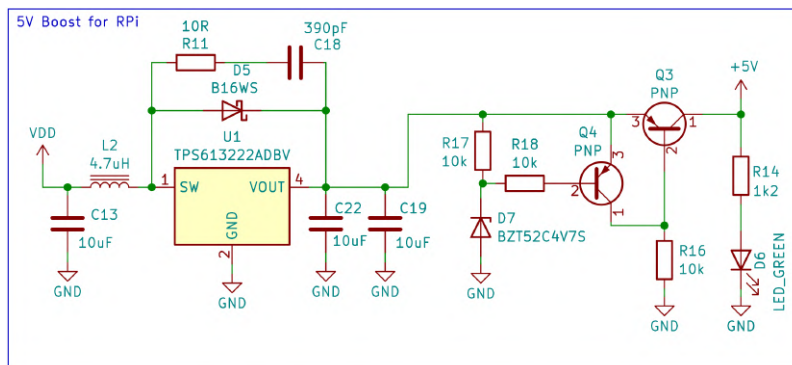 5V Boost for RPi
10R
R11
390pF
C18
D5
B16WS
U1
TPS613222ADBV
VDD
L2
4.7uH
1
SW
VOUT
4
GND
2
C13
10uF
GND
GND
C22
10uF
GND
C19
10uF
GND
R17
10k
R18
10k
D7
BZT52C4V7S
GND
Q4
PNP
3
2
1
Q3
PNP
3
1
2
R16
10k
GND
+5V
R14
1k2
D6
LED_GREEN
GND